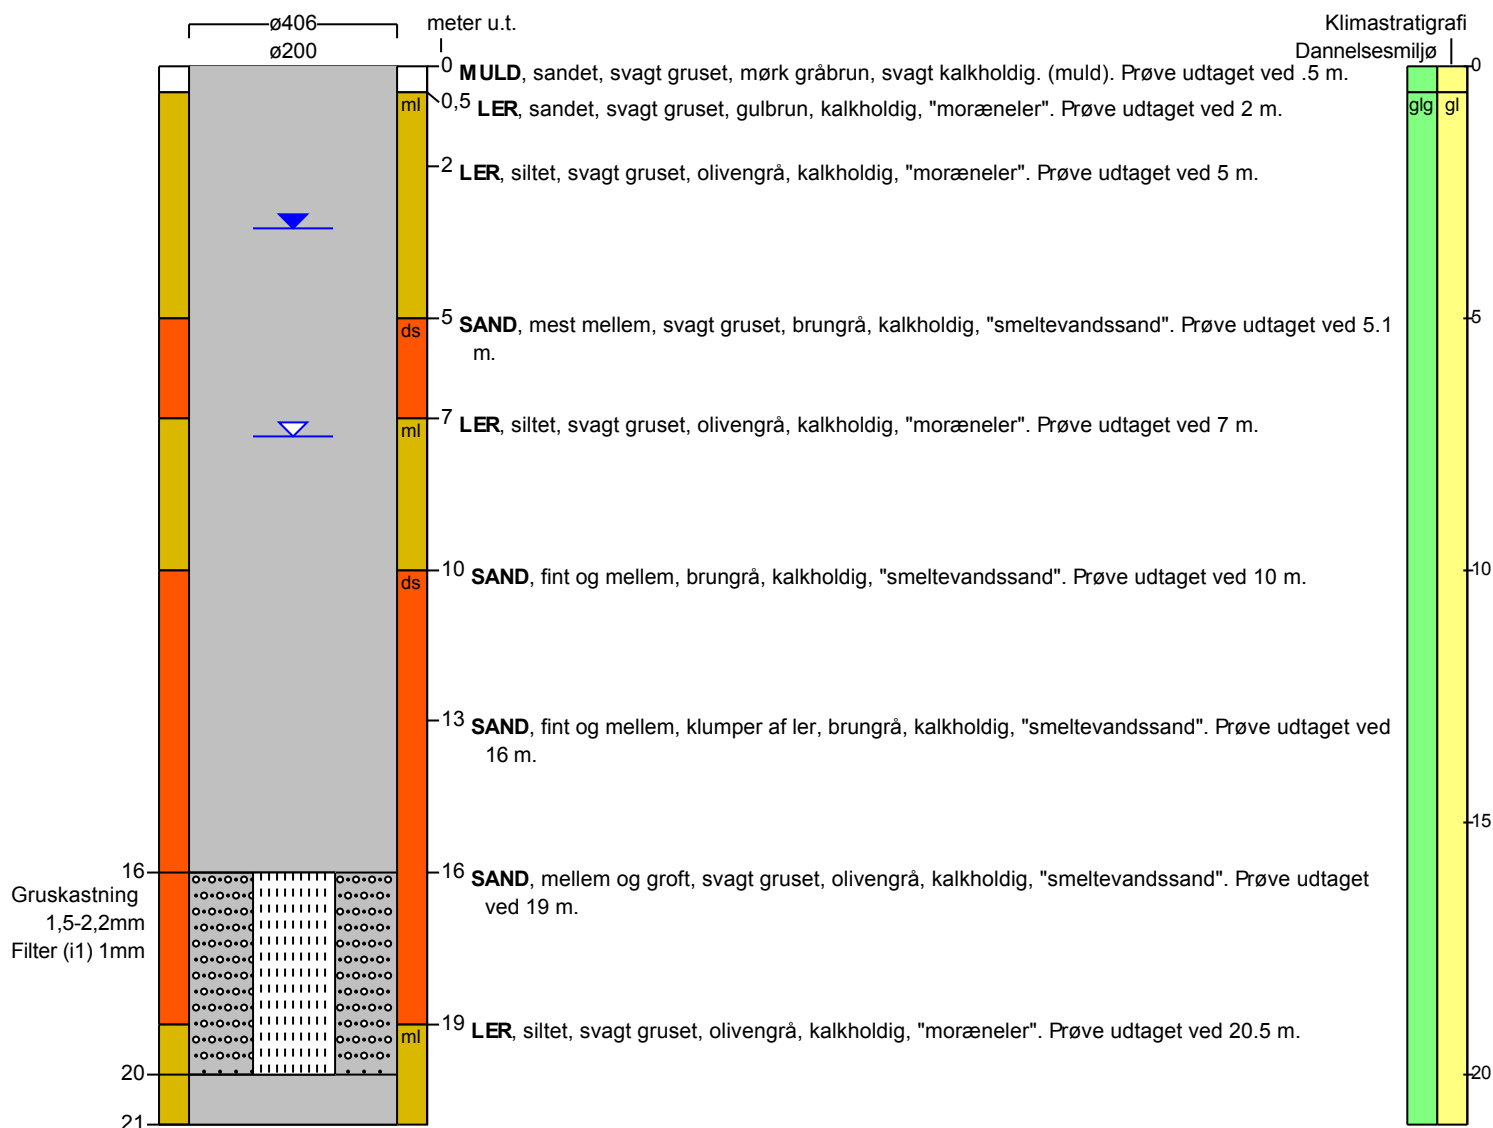 ø406
meter u.t.
Klimastratigrafi
ø200
Dannelsesmiljø
0
MULD, sandet, svagt gruset, mørk gråbrun, svagt kalkholdig. (muld). Prøve udtaget ved .5 m.
0
ml
0,5
LER, sandet, svagt gruset, gulbrun, kalkholdig, "moræneler". Prøve udtaget ved 2 m.
glg
gl
2
LER, siltet, svagt gruset, olivengrå, kalkholdig, "moræneler". Prøve udtaget ved 5 m.
ds
5
SAND, mest mellem, svagt gruset, brungrå, kalkholdig, "smeltevandssand". Prøve udtaget ved 5.1
m.
5
ml
7
LER, siltet, svagt gruset, olivengrå, kalkholdig, "moræneler". Prøve udtaget ved 7 m.
ds
10
SAND, fint og mellem, brungrå, kalkholdig, "smeltevandssand". Prøve udtaget ved 10 m.
10
13
SAND, fint og mellem, klumper af ler, brungrå, kalkholdig, "smeltevandssand". Prøve udtaget ved
16 m.
15
16
16
SAND, mellem og groft, svagt gruset, olivengrå, kalkholdig, "smeltevandssand". Prøve udtaget
ved 19 m.
Gruskastning
1,5-2,2mm
Filter (i1) 1mm
ml
19
LER, siltet, svagt gruset, olivengrå, kalkholdig, "moræneler". Prøve udtaget ved 20.5 m.
20
20
21